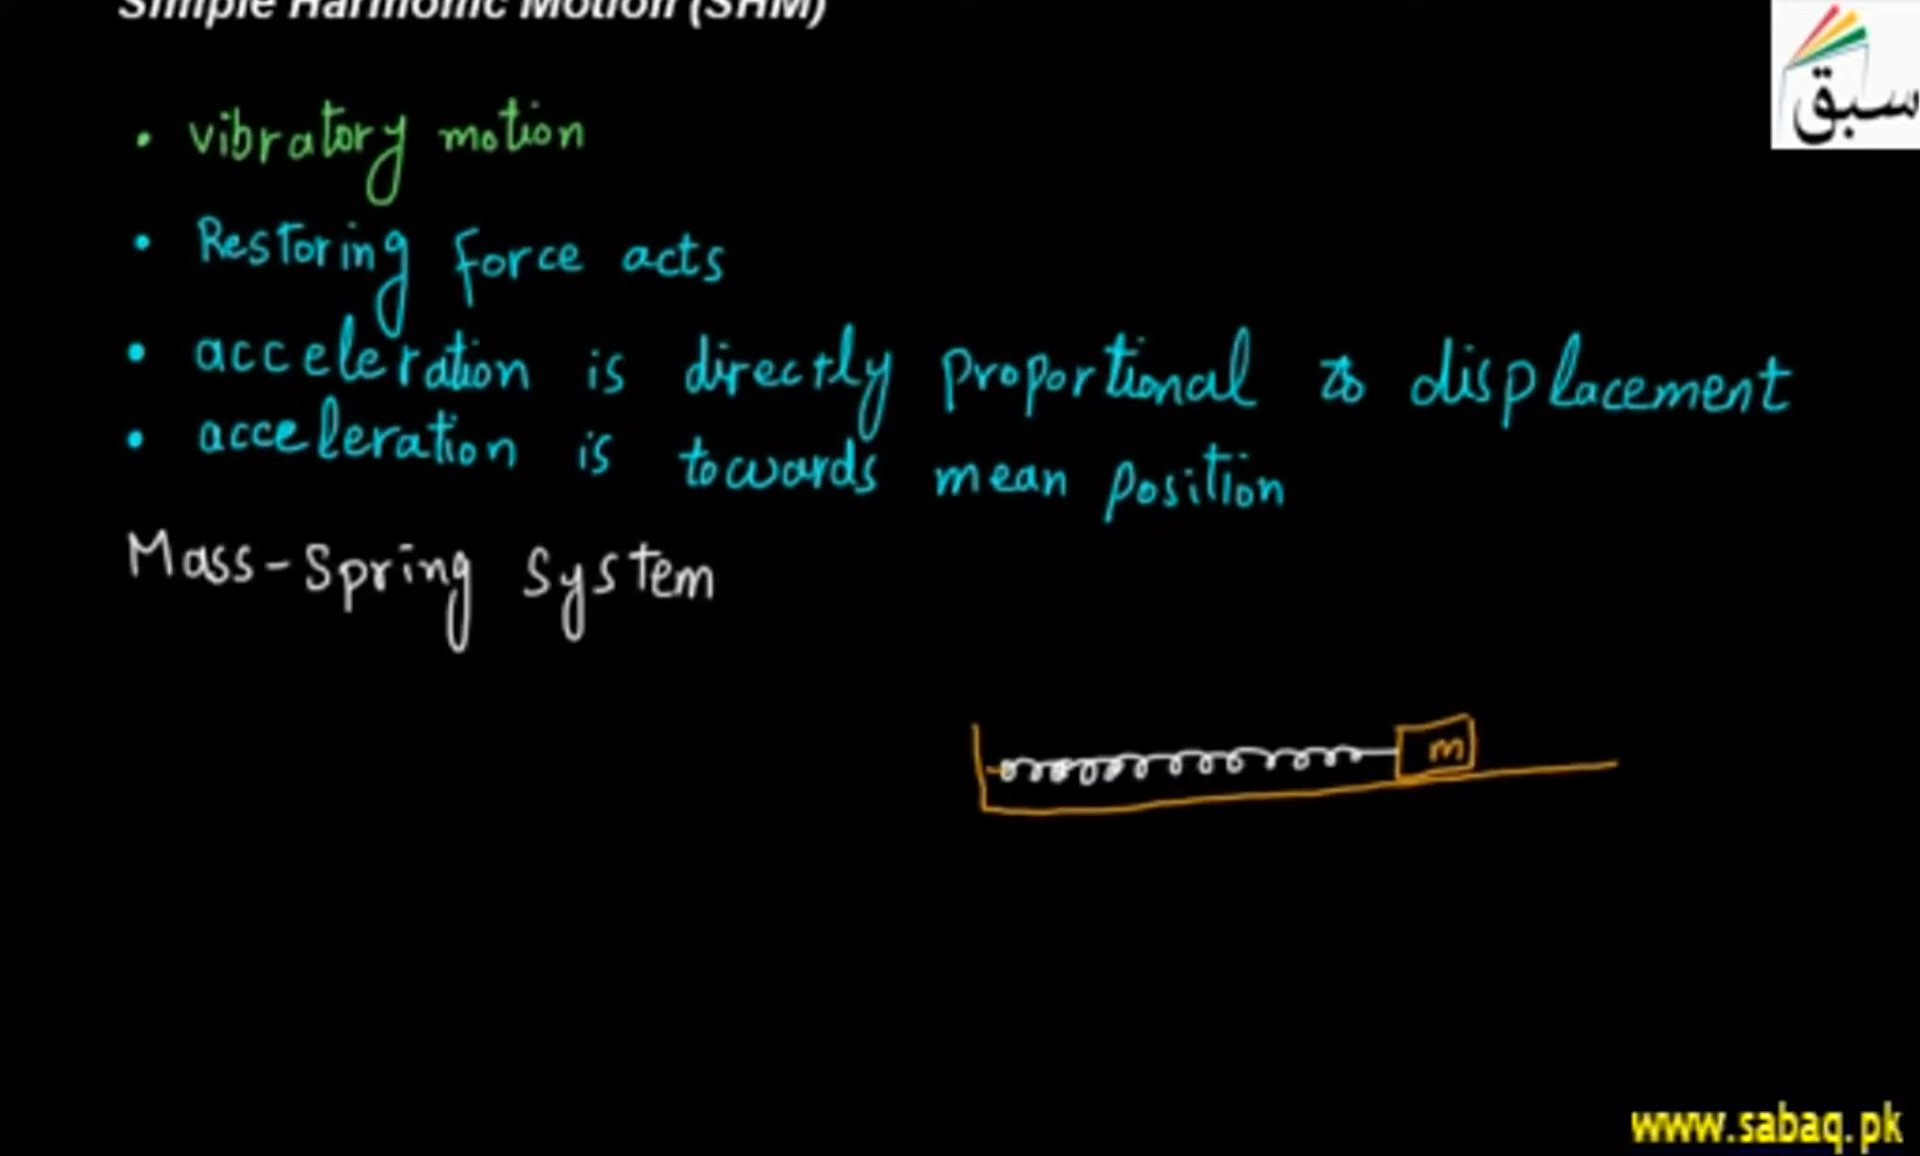 Simple Harmonic Motion (SHM)
سبق
• vibratory motion
• Restoring force acts
• acceleration is directly proportional to displacement
• acceleration is towards mean position
Mass-Spring System
m
www.sabaq.pk